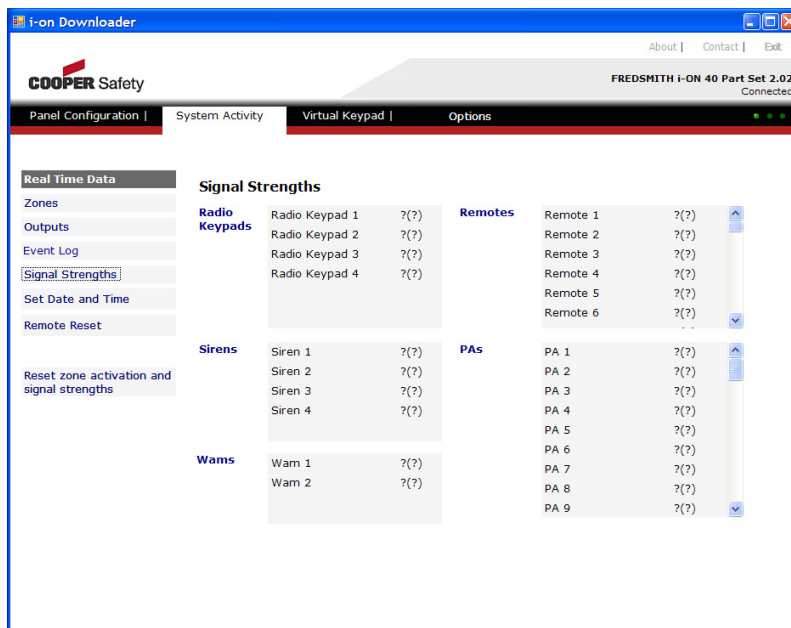 i-on Downloader
About | Contact | Exit
COOPER Safety
FREDSMITH i-ON 40 Part Set 2.02
Connected
Panel Configuration | System Activity Virtual Keypad | Options
Real Time Data
Zones
Outputs
Event Log
Signal Strengths
Set Date and Time
Remote Reset
Reset zone activation and
signal strengths
Signal Strengths
Radio
Keypads
Radio Keypad 1 ?(?)
Radio Keypad 2 ?(?)
Radio Keypad 3 ?(?)
Radio Keypad 4 ?(?)
Remotes
Remote 1 ?(?)
Remote 2 ?(?)
Remote 3 ?(?)
Remote 4 ?(?)
Remote 5 ?(?)
Remote 6 ?(?)
Sirens
Siren 1 ?(?)
Siren 2 ?(?)
Siren 3 ?(?)
Siren 4 ?(?)
PAs
PA 1 ?(?)
PA 2 ?(?)
PA 3 ?(?)
PA 4 ?(?)
PA 5 ?(?)
PA 6 ?(?)
PA 7 ?(?)
PA 8 ?(?)
PA 9 ?(?)
Wams
Wam 1 ?(?)
Wam 2 ?(?)